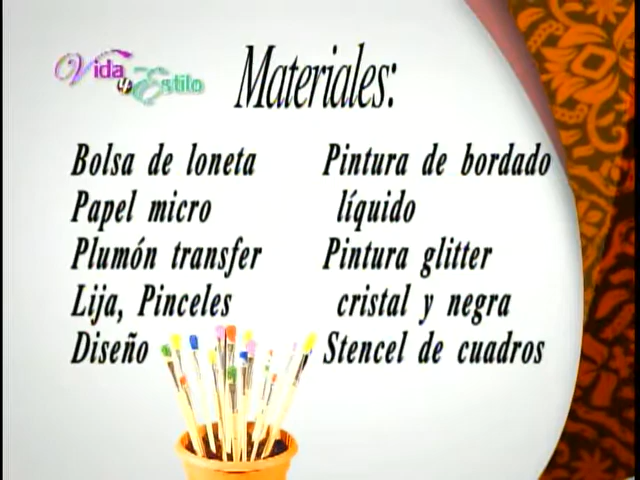 Vida y Estilo
Materiales:
Bolsa de loneta
Papel micro
Plumón transfer
Lija, Pinceles
Diseño
Pintura de bordado
líquido
Pintura glitter
cristal y negra
Stencel de cuadros